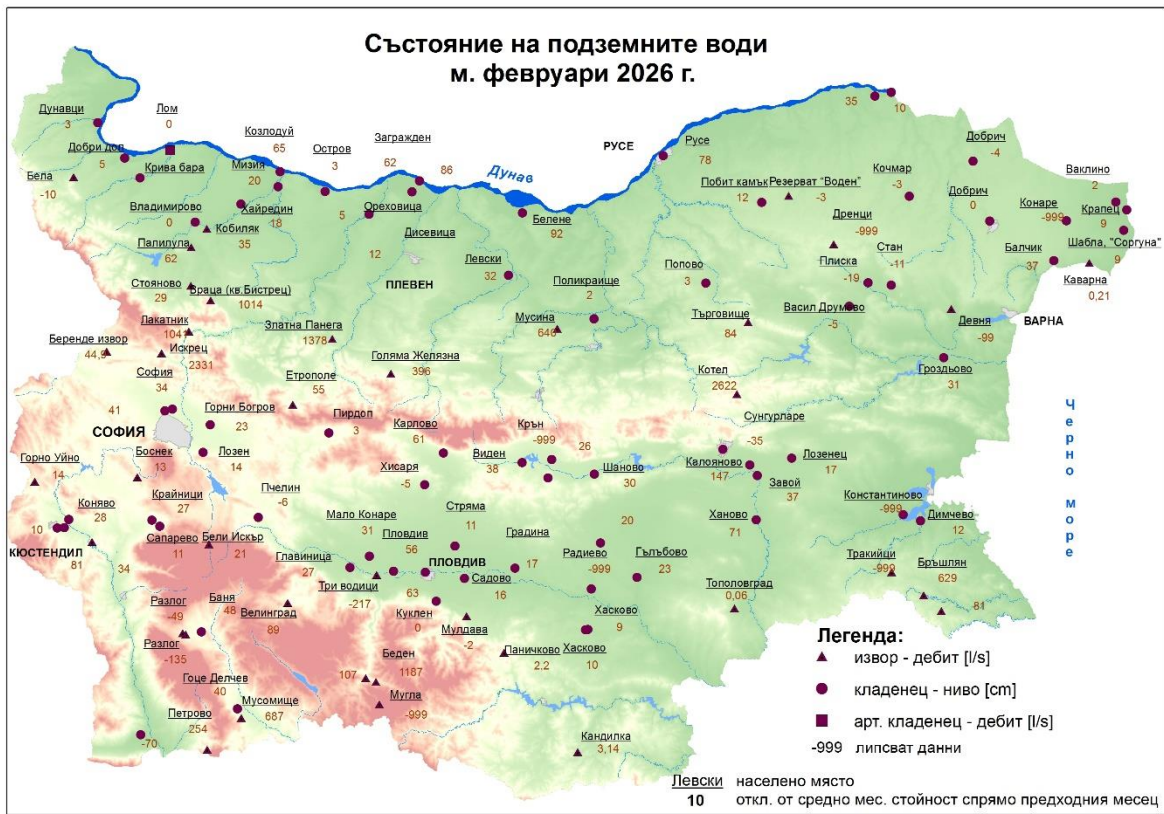 Състояние на подземните води
м. февруари 2026 г.
Дунавци
3
Лом
0
Козлодуй
65
Остров
3
Загражден
62
86
Дунав
РУСЕ
Русе
78
35
10
Добрич
-4
Добри дол
5
Крива бара
Мизия
20
Бела
-10
Владимирово
0
Хайредин
18
5
Ореховица
Дисевица
12
Белене
92
Побит камък
12
Резерват "Воден"
-3
Кочмар
-3
Добрич
0
Ваклино
2
Конаре
-999
Крапец
9
Шабла, "Соргуна"
9
Кобиляк
35
Палилула
62
Дренци
-999
Стан
-11
Балчик
37
Каварна
0,21
Стояново
29
Враца (кв.Бистрец)
1014
ПЛЕВЕН
Левски
32
Поликраище
2
Попово
3
Плиска
-19
Васил Друмево
-5
Девня
-99
ВАРНА
Лакатник
1041
Златна Панега
1378
Мусина
646
Търговище
84
Беренде извор
44,9
Искрец
2331
Голяма Желязна
396
Котел
2622
Гроздьово
31
София
34
Етрополе
55
41
СОФИЯ
Горни Богров
23
Пирдоп
3
Карлово
61
Крън
-999
26
Сунгурларе
-35
Черно море
Горно Уйно
14
Боснек
13
Лозен
14
Хисаря
-5
Виден
38
Шаново
30
Калояново
147
Лозенец
17
Завой
37
Коняво
28
Крайници
27
Пчелин
-6
Константиново
-999
Димчево
12
10
КЮСТЕНДИЛ
81
Сапарево
11
Бели Искър
21
34
Мало Конаре
31
Пловдив
56
Стряма
11
Градина
17
20
Ханово
71
Главиница
27
ПЛОВДИВ
Радиево
-999
Гълъбово
23
Тракийци
-999
Бръшлян
629
81
Три водици
-217
63
Садово
16
Тополовград
0,06
Разлог
-49
Баня
48
Велинград
89
Куклен
0
Мулдава
-2
Хасково
9
Разлог
-135
Беден
1187
107
Паничково
2,2
Хасково
10
Гоце Делчев
40
Мусомище
687
Мугла
-999
Петрово
254
-70
Кандилка
3,14
Легенда:
извор - дебит [l/s]
кладенец - ниво [cm]
арт. кладенец - дебит [l/s]
-999 липсват данни
Левски населено място
10 откл. от средно мес. стойност спрямо предходния месец